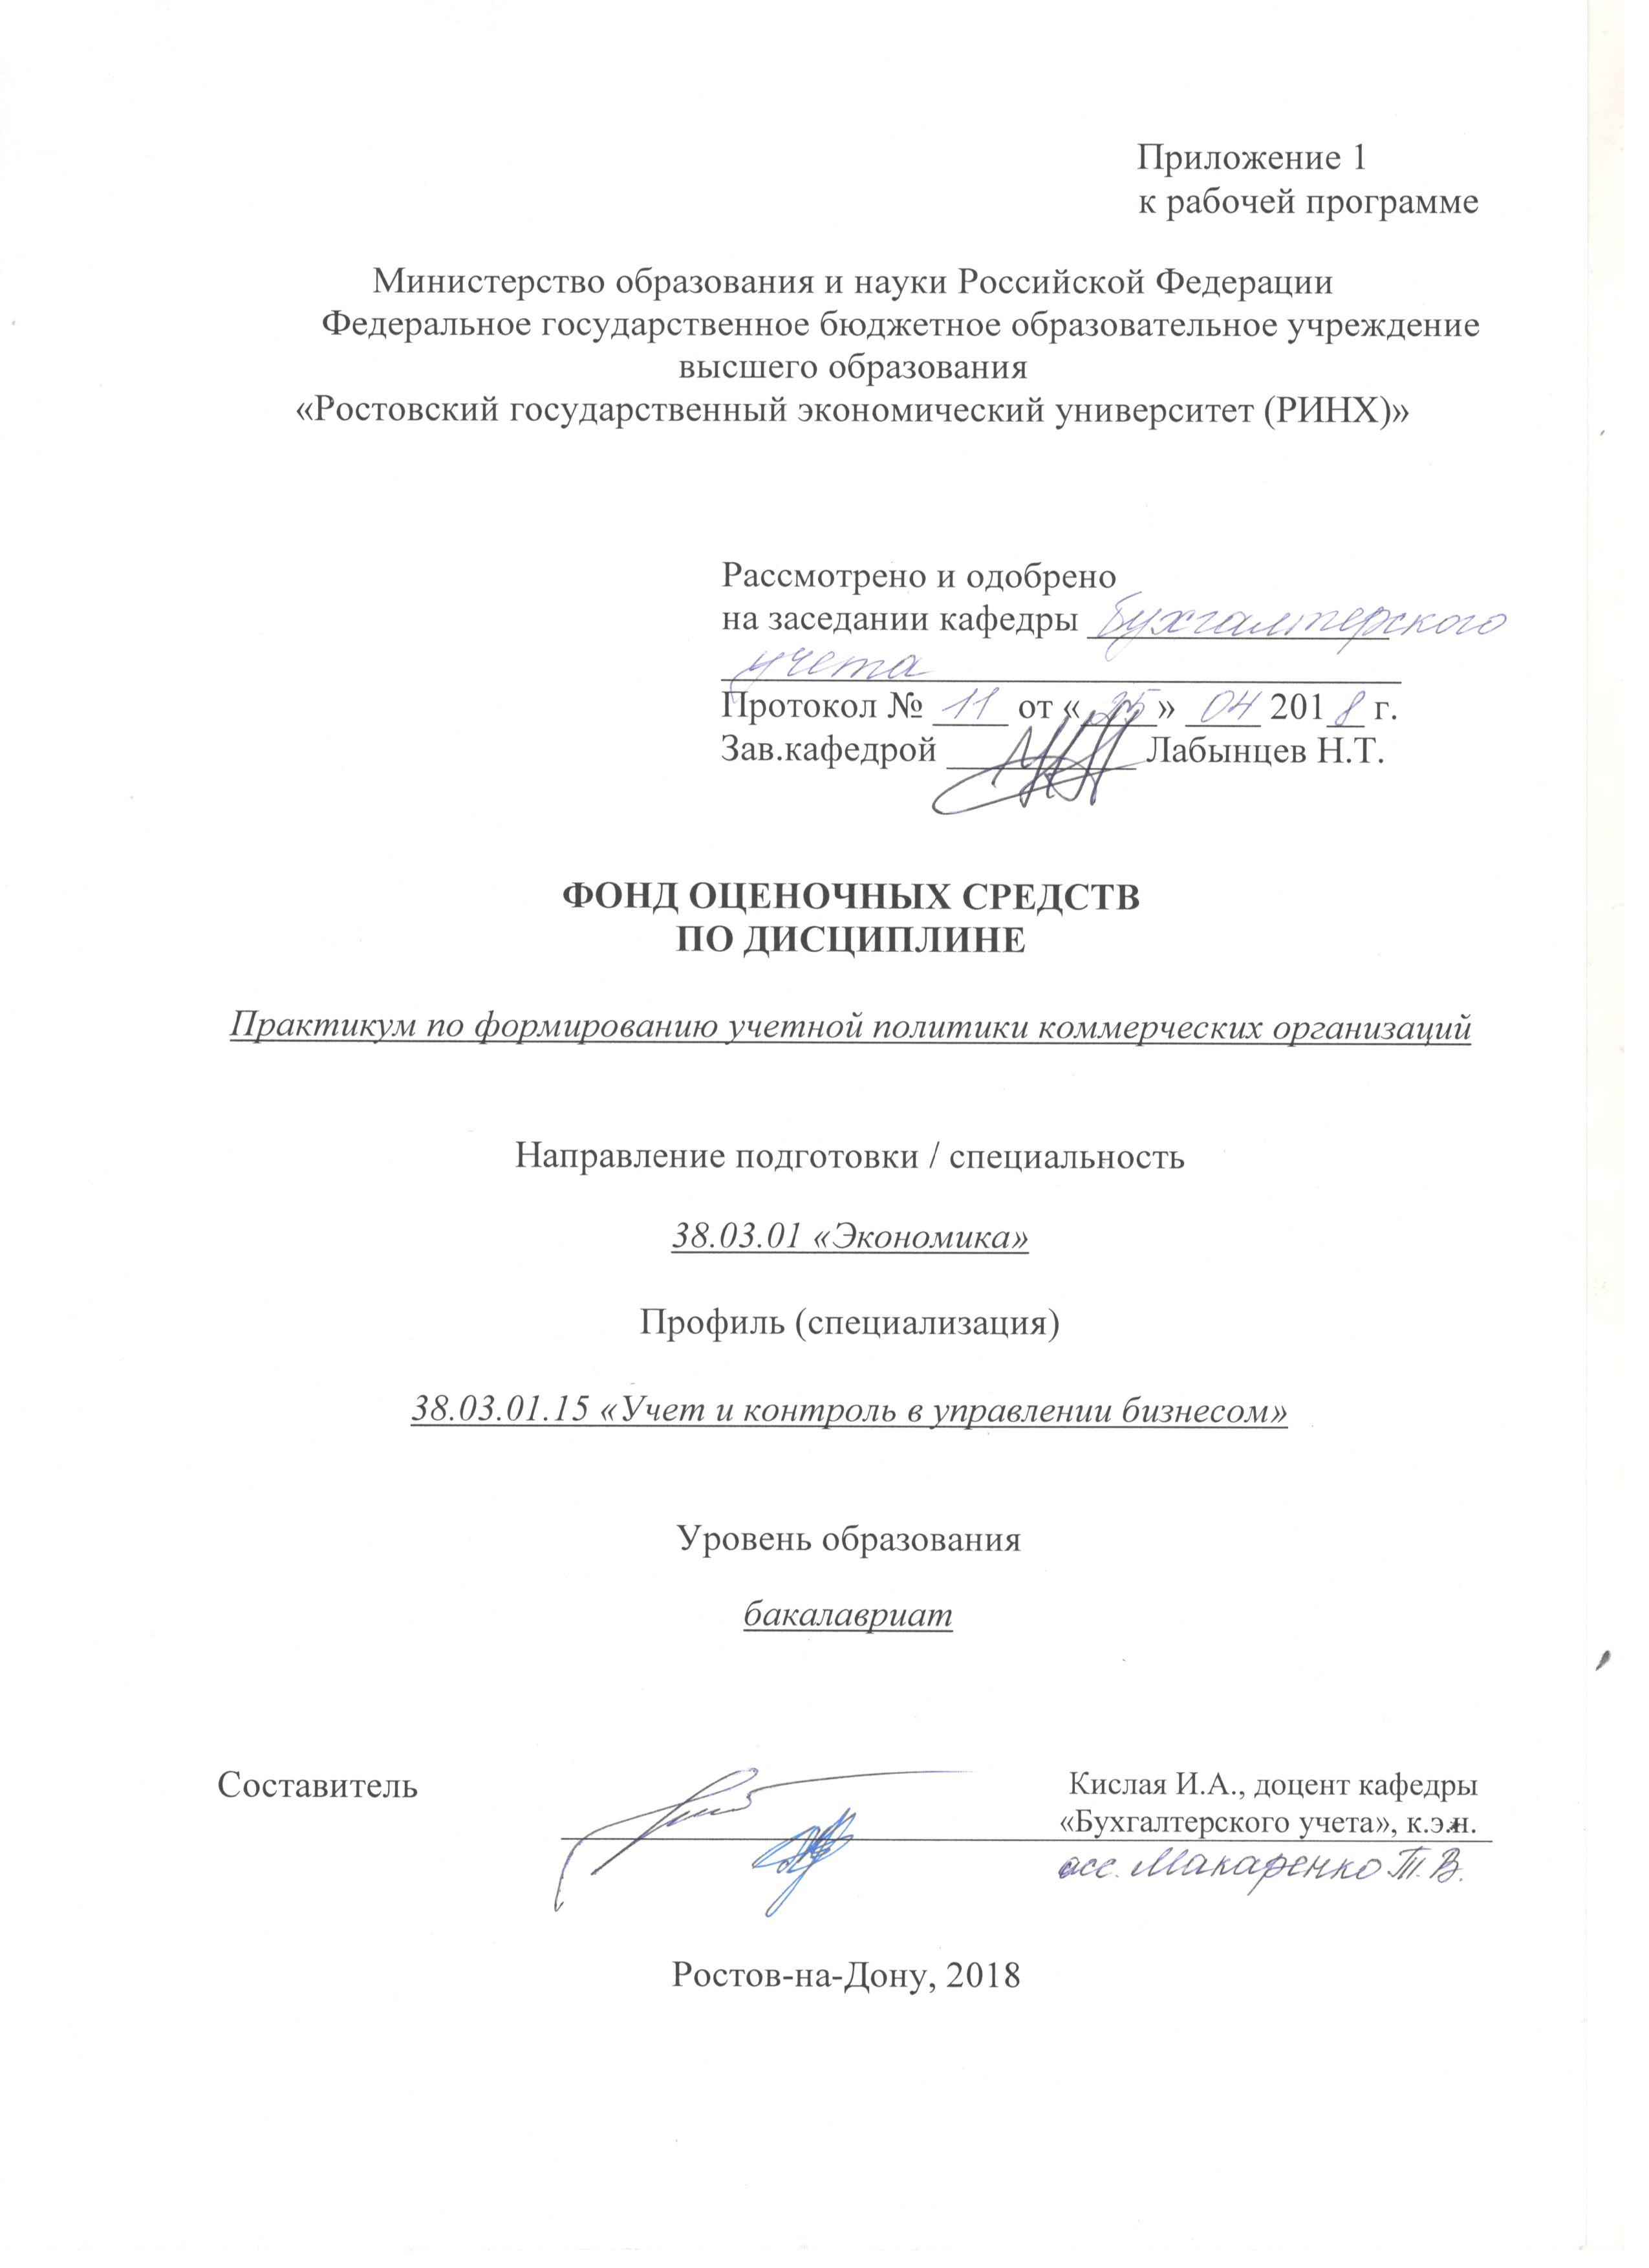 Приложение 1
к рабочей программе
Министерство образования и науки Российской Федерации
Федеральное государственное бюджетное образовательное учреждение
высшего образования
«Ростовский государственный экономический университет (РИНХ)»
Рассмотрено и одобрено
на заседании кафедры Бухгалтерского
учета
Протокол № 11 от «25» 04 2018 г.
Зав.кафедрой Лабынцев Н.Т.
ФОНД ОЦЕНОЧНЫХ СРЕДСТВ
ПО ДИСЦИПЛИНЕ
Практикум по формированию учетной политики коммерческих организаций
Направление подготовки / специальность
38.03.01 «Экономика»
Профиль (специализация)
38.03.01.15 «Учет и контроль в управлении бизнесом»
Уровень образования
бакалавриат
Составитель Кислая И.А., доцент кафедры
«Бухгалтерского учета», к.э.н.
асс. Макаренко Т.В.
Ростов-на-Дону, 2018